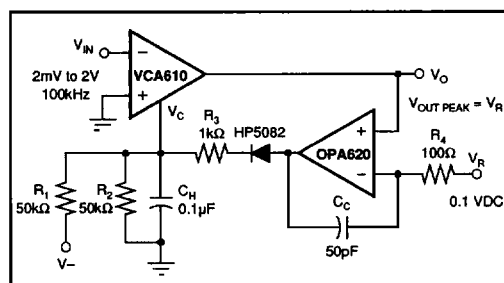 V_IN
2mV to 2V
100kHz
VCA610
−
+
V_C
V_O
V_OUT PEAK = V_R
R_3
1kΩ
HP5082
OPA620
+
−
R_4
100Ω
V_R
0.1 VDC
R_1
50kΩ
R_2
50kΩ
C_H
0.1µF
C_C
50pF
V−